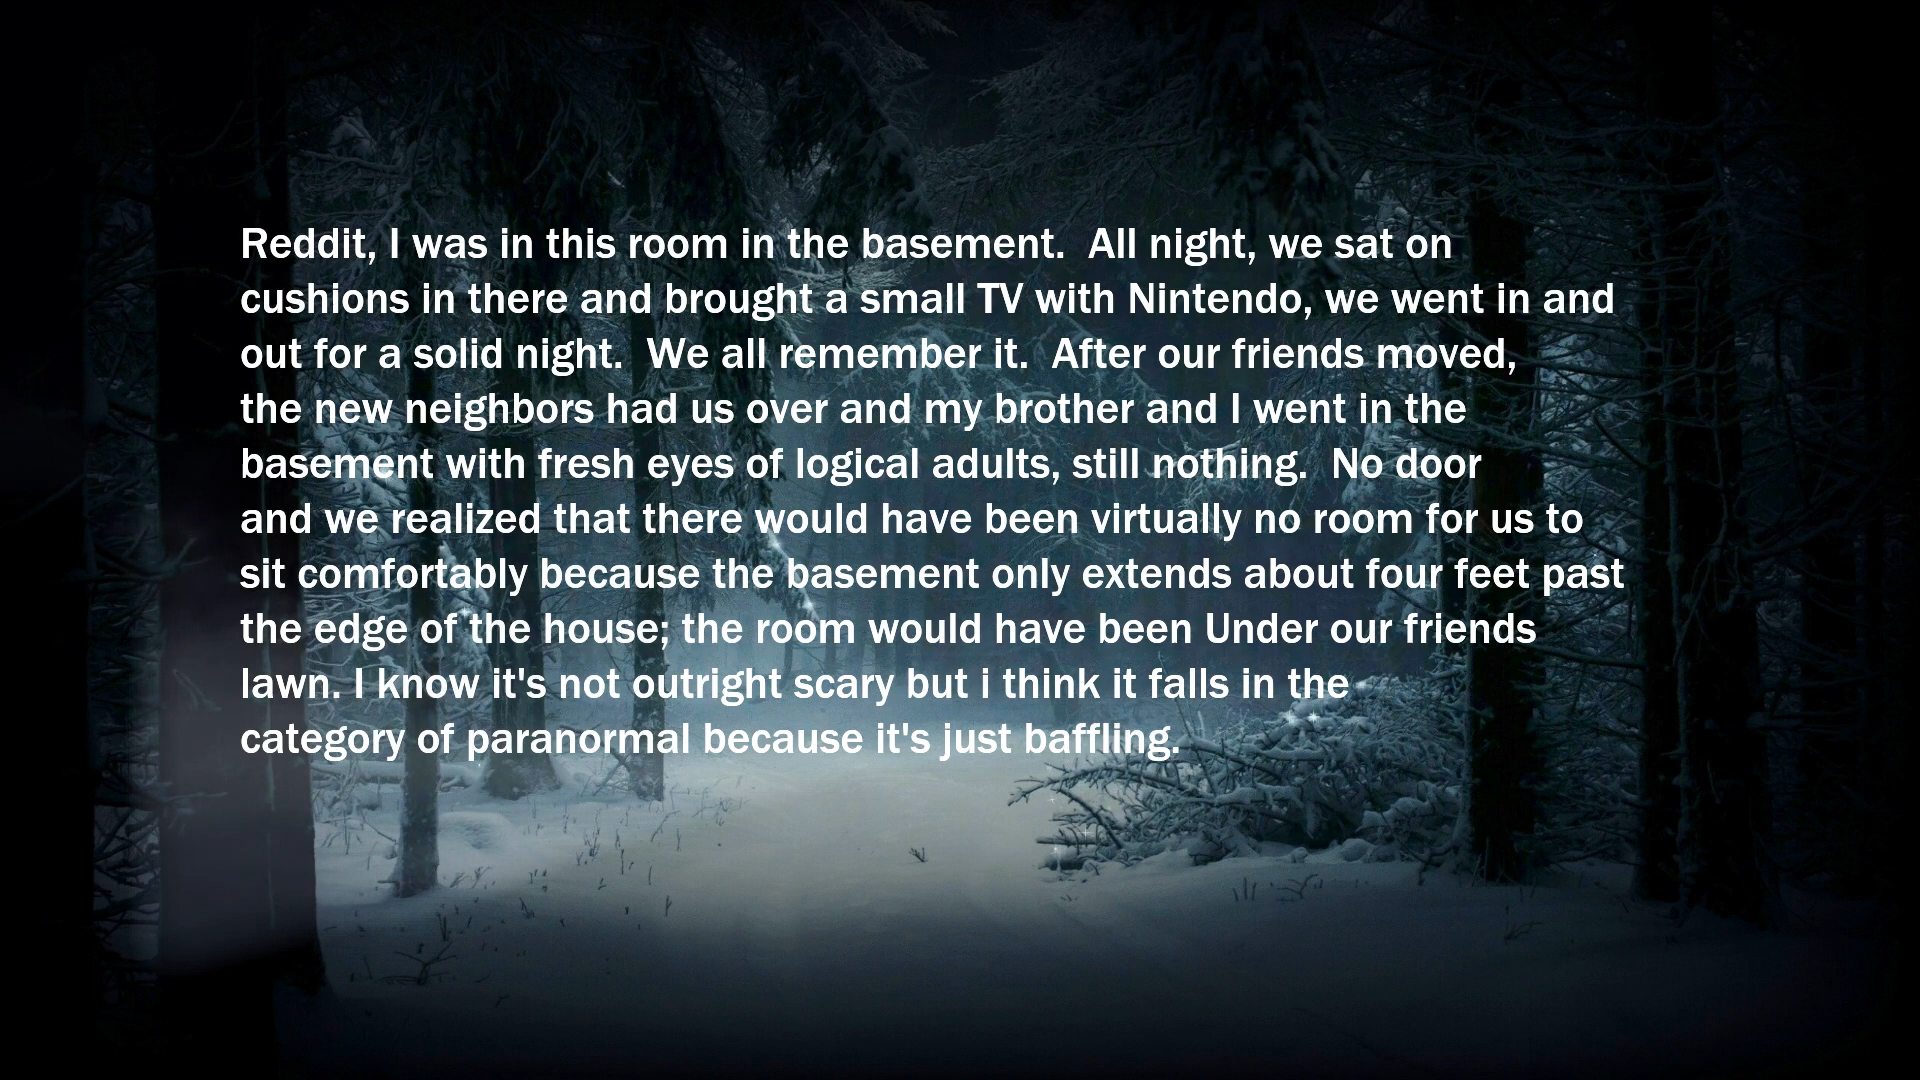 Reddit, I was in this room in the basement.  All night, we sat on
cushions in there and brought a small TV with Nintendo, we went in and
out for a solid night.  We all remember it.  After our friends moved,
the new neighbors had us over and my brother and I went in the
basement with fresh eyes of logical adults, still nothing.  No door
and we realized that there would have been virtually no room for us to
sit comfortably because the basement only extends about four feet past
the edge of the house; the room would have been Under our friends
lawn. I know it's not outright scary but i think it falls in the
category of paranormal because it's just baffling.